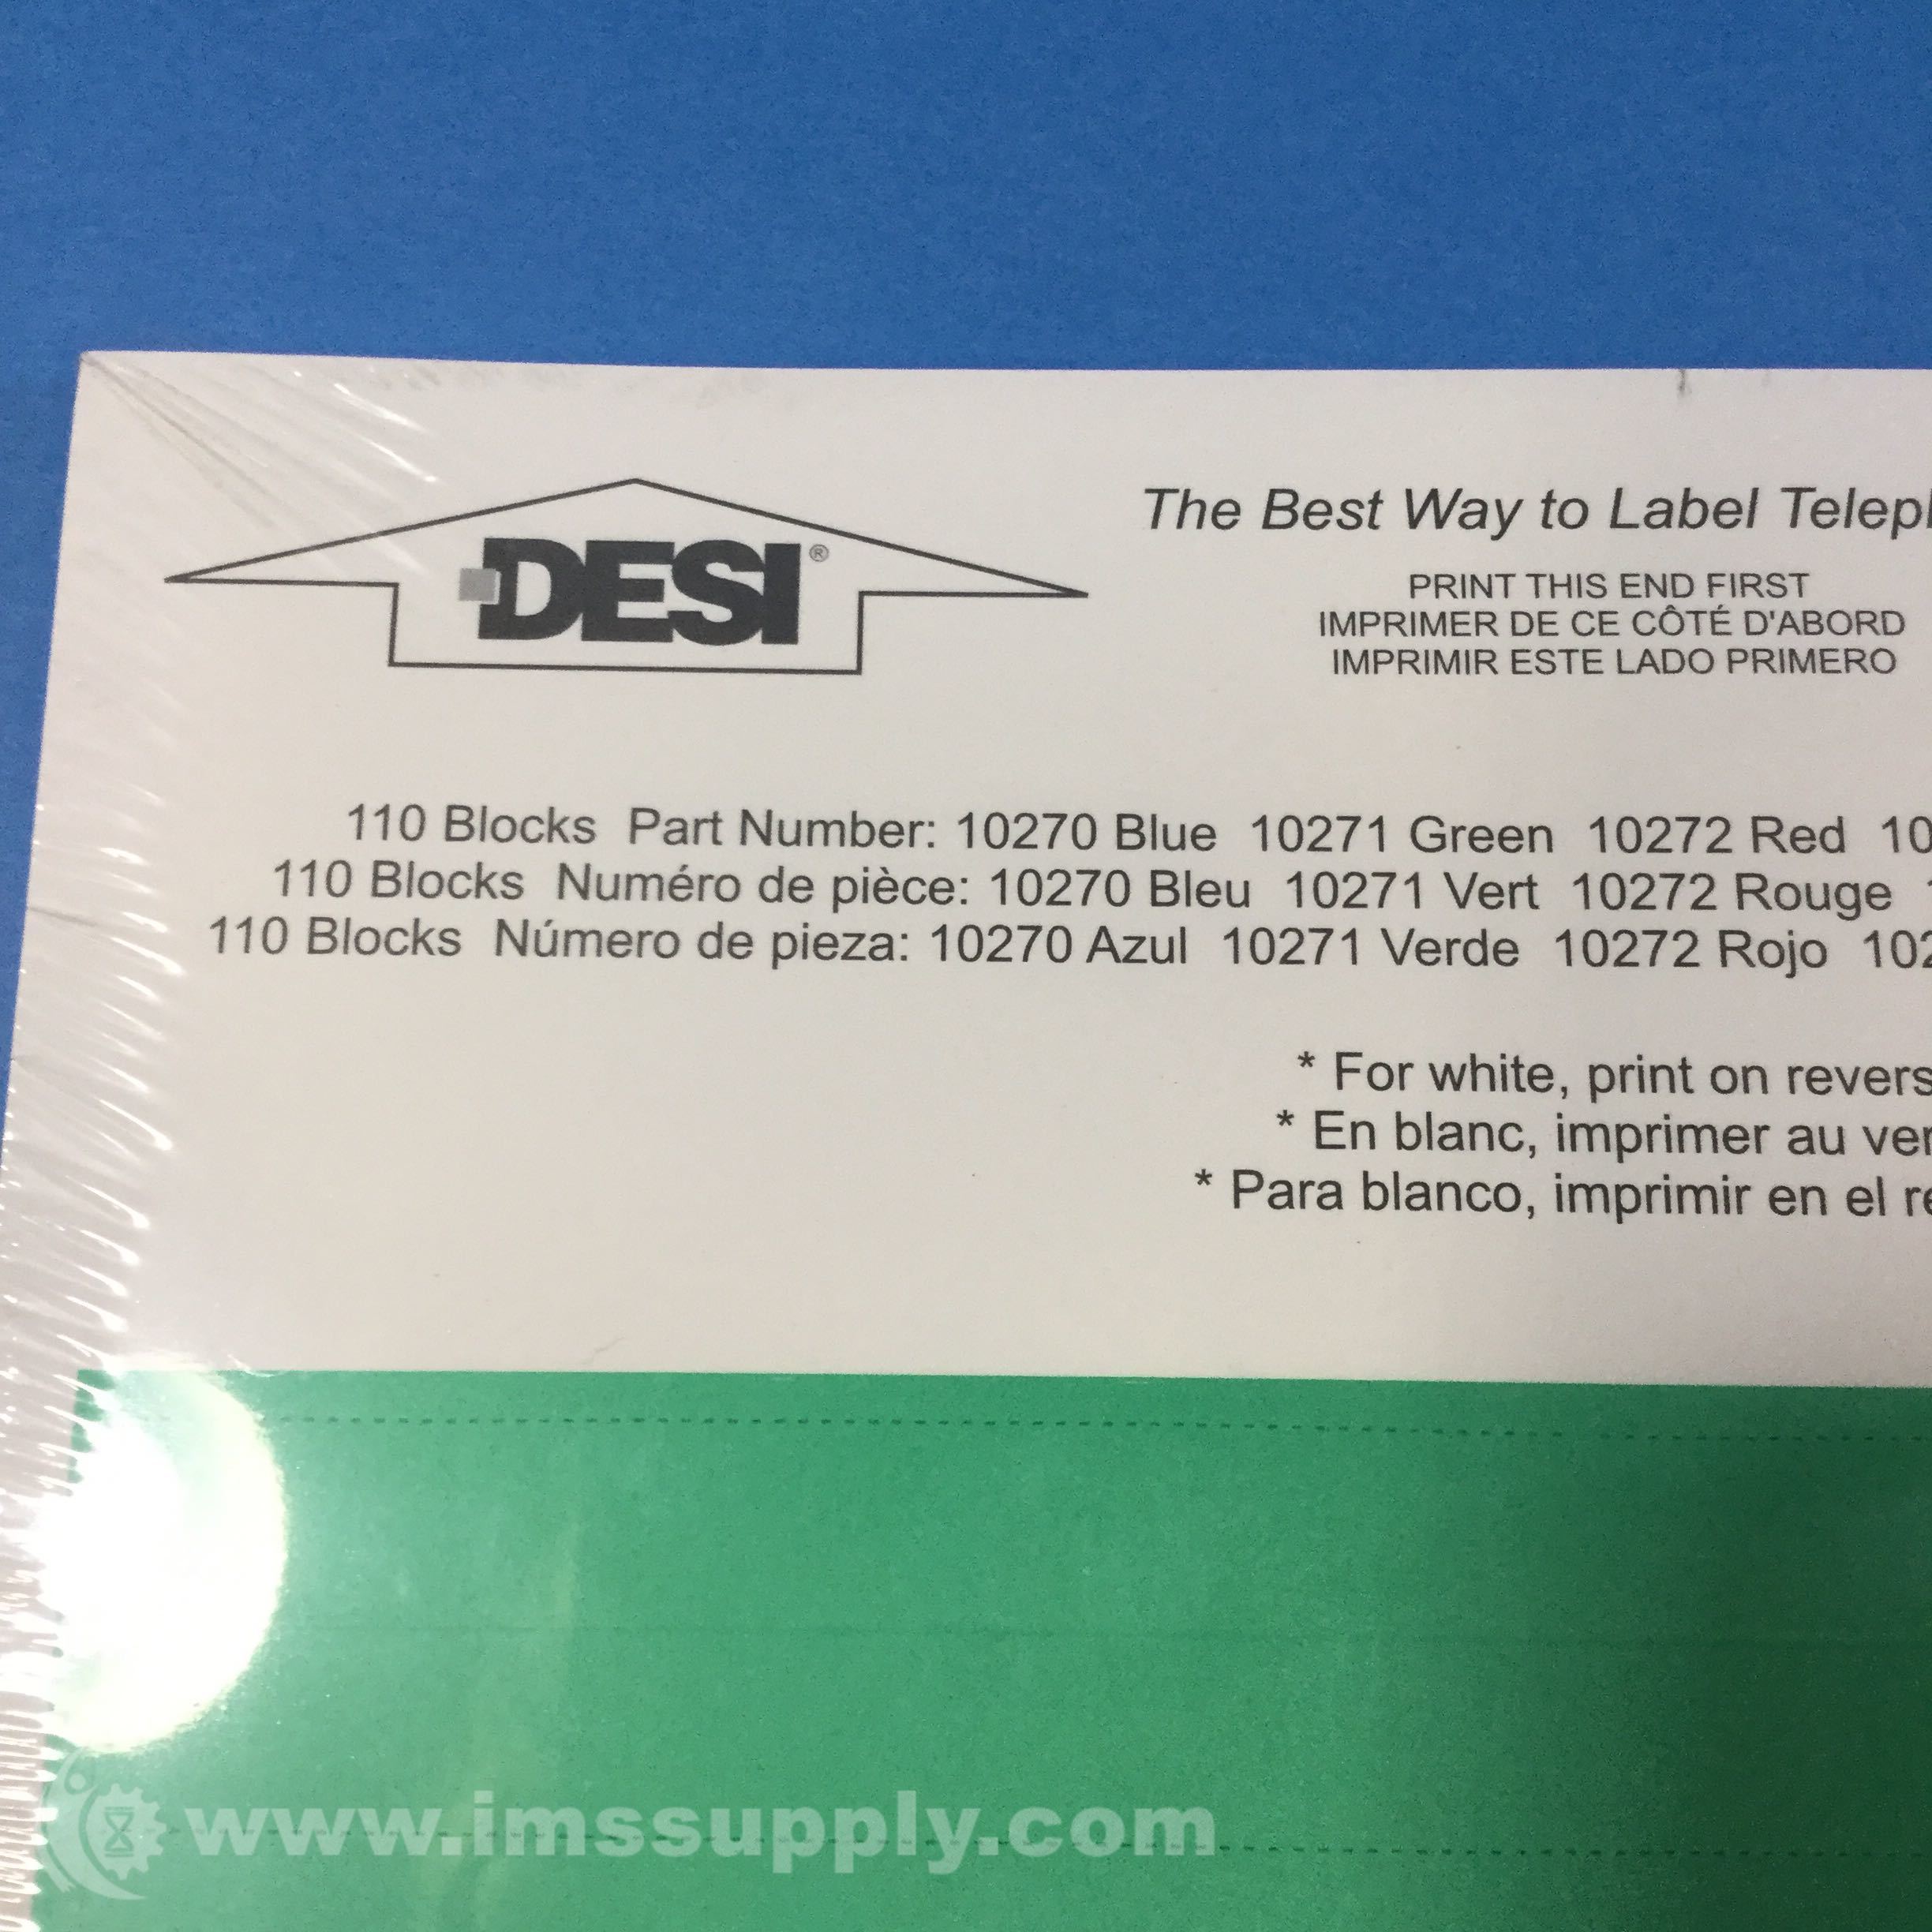 DESI®
The Best Way to Label
PRINT THIS END FIRST
IMPRIMER DE CE CÔTÉ D'ABORD
IMPRIMIR ESTE LADO PRIMERO
110 Blocks Part Number: 10270 Blue 10271 Green 10272 Red
110 Blocks Numéro de pièce: 10270 Bleu 10271 Vert 10272 Rouge
110 Blocks Número de pieza: 10270 Azul 10271 Verde 10272 Rojo
* For white, print on
* En blanc, imprimer au
* Para blanco, imprimir en el
www.imssupply.com